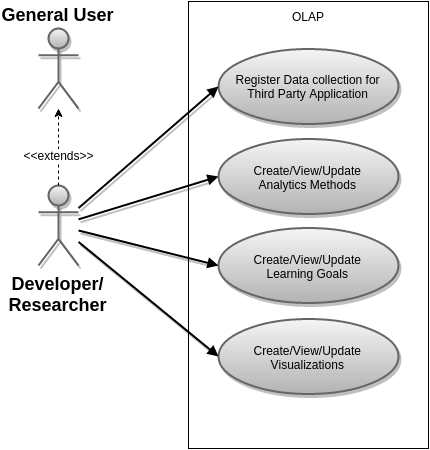 General User
OLAP
Register Data collection for
Third Party Application
<<extends>>
Create/View/Update
Analytics Methods
Create/View/Update
Learning Goals
Developer/
Researcher
Create/View/Update
Visualizations